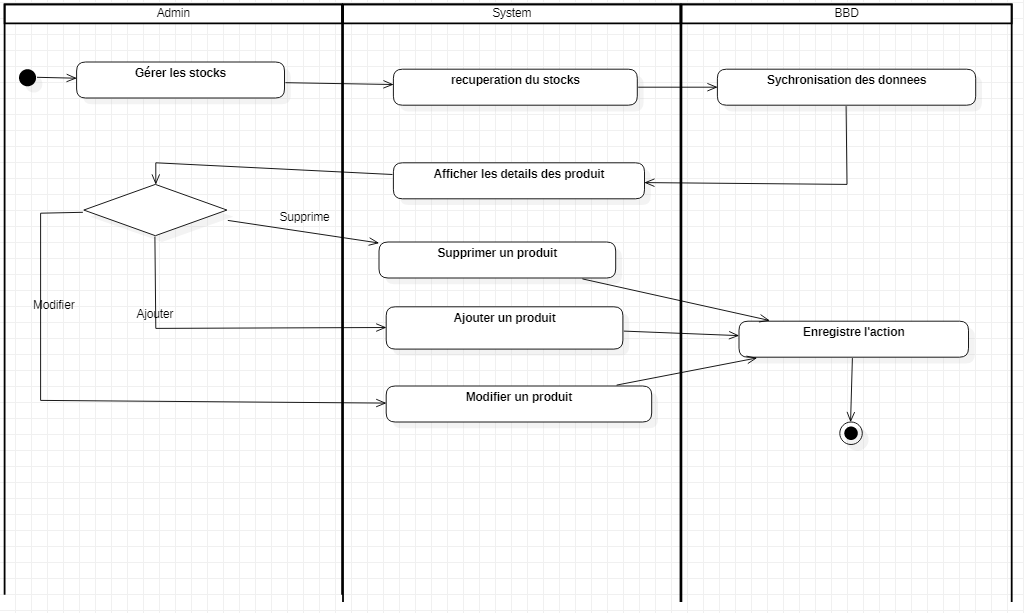 Admin
System
BBD
Gérer les stocks
recuperation du stocks
Sychronisation des donnees
Afficher les details des produit
Supprime
Supprimer un produit
Modifier
Ajouter
Ajouter un produit
Enregistre l'action
Modifier un produit